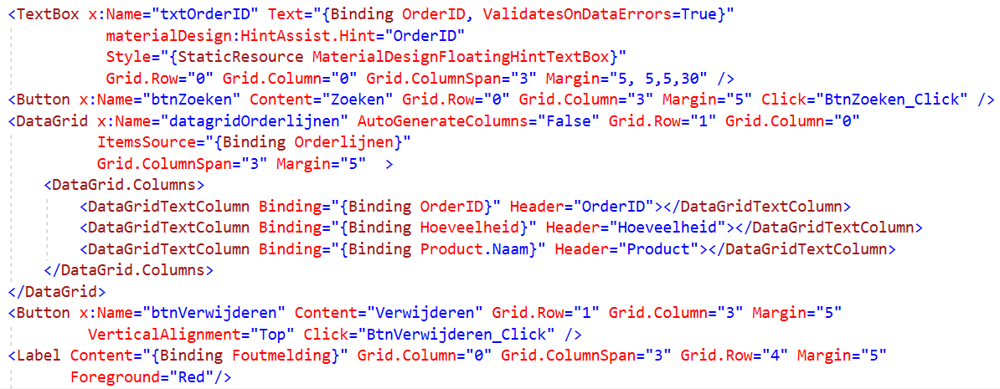 <TextBox x:Name="txtOrderID" Text="{Binding OrderID, ValidatesOnDataErrors=True}"
materialDesign:HintAssist.Hint="OrderID"
Style="{StaticResource MaterialDesignFloatingHintTextBox}"
Grid.Row="0" Grid.Column="0" Grid.ColumnSpan="3" Margin="5, 5,5,30" />
<Button x:Name="btnZoeken" Content="Zoeken" Grid.Row="0" Grid.Column="3" Margin="5" Click="BtnZoeken_Click" />
<DataGrid x:Name="datagridOrderlijnen" AutoGenerateColumns="False" Grid.Row="1" Grid.Column="0"
ItemsSource="{Binding Orderlijnen}"
Grid.ColumnSpan="3" Margin="5"  >
<DataGrid.Columns>
<DataGridTextColumn Binding="{Binding OrderID}" Header="OrderID"></DataGridTextColumn>
<DataGridTextColumn Binding="{Binding Hoeveelheid}" Header="Hoeveelheid"></DataGridTextColumn>
<DataGridTextColumn Binding="{Binding Product.Naam}" Header="Product"></DataGridTextColumn>
</DataGrid.Columns>
</DataGrid>
<Button x:Name="btnVerwijderen" Content="Verwijderen" Grid.Row="1" Grid.Column="3" Margin="5"
VerticalAlignment="Top" Click="BtnVerwijderen_Click" />
<Label Content="{Binding Foutmelding}" Grid.Column="0" Grid.ColumnSpan="3" Grid.Row="4" Margin="5"
Foreground="Red"/>